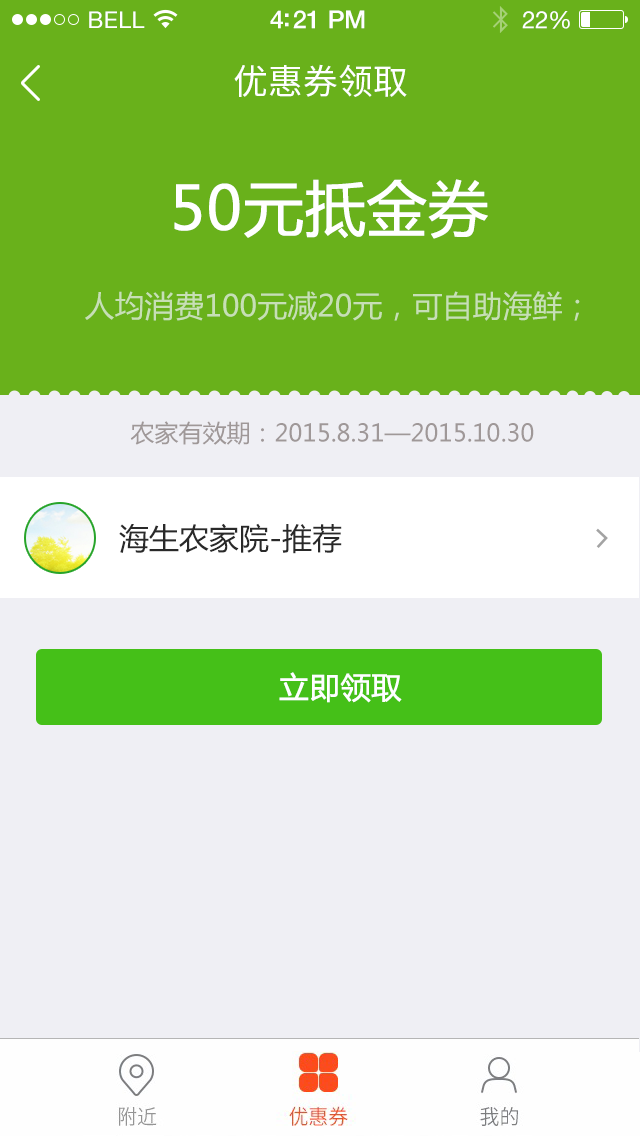 BELL 4:21 PM 22%
优惠券领取
50元抵金券
人均消费100元减20元，可自助海鲜；
农家有效期：2015.8.31—2015.10.30
海生农家院-推荐
立即领取
附近 优惠券 我的